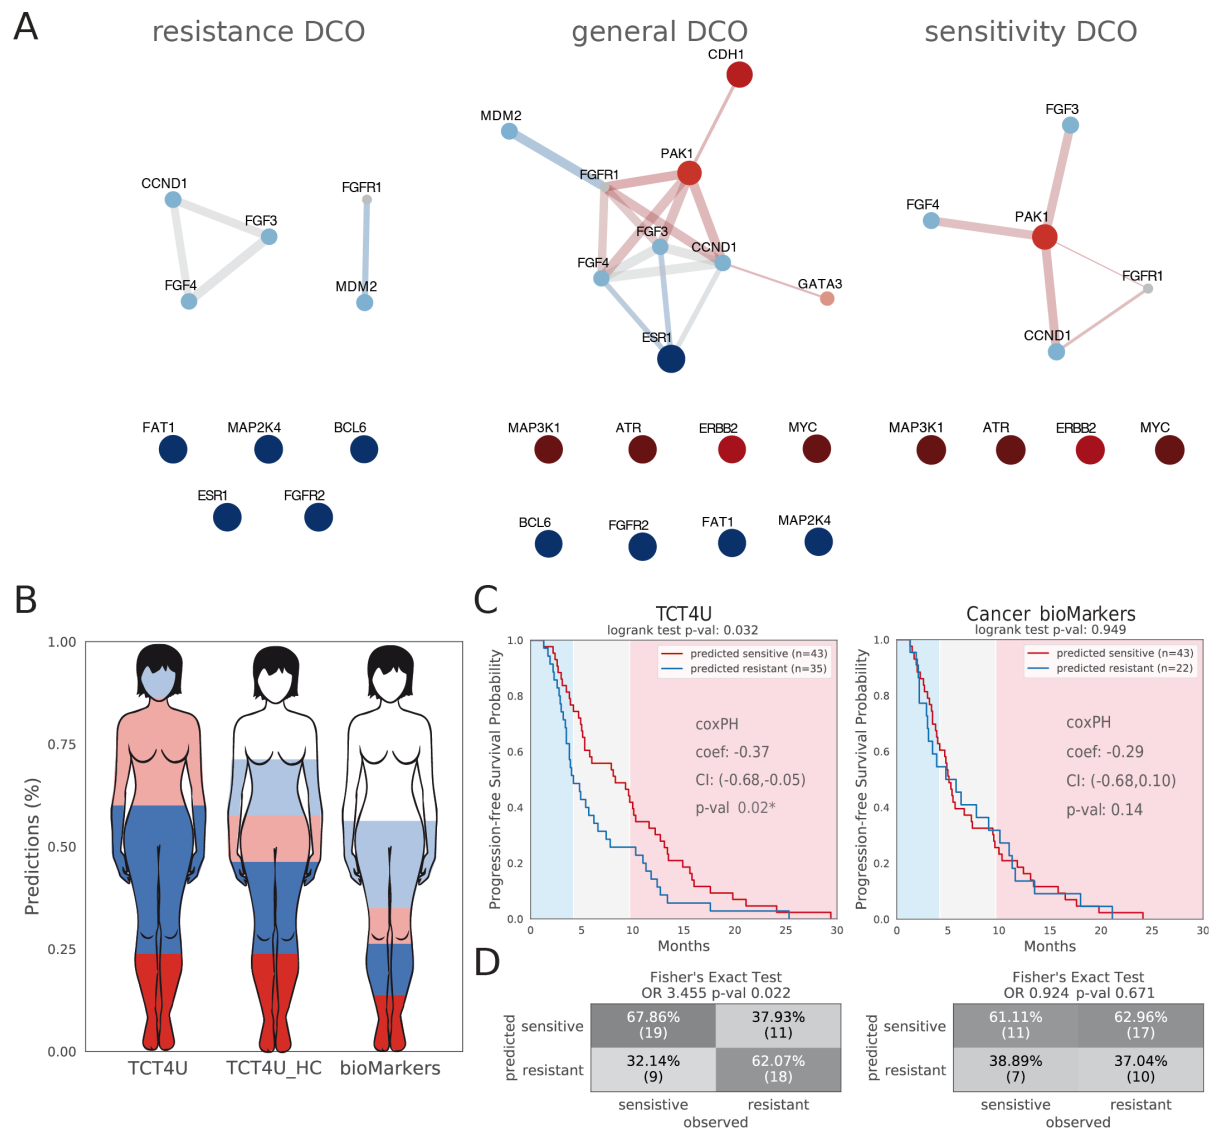 A
resistance DCO
general DCO
sensitivity DCO
CCND1
FGF3
FGF4
FGFR1
MDM2
CDH1
MDM2
PAK1
FGFR1
FGF3
CCND1
FGF4
GATA3
ESR1
FGF3
FGF4
PAK1
FGFR1
CCND1
FAT1
MAP2K4
BCL6
ESR1
FGFR2
MAP3K1
ATR
ERBB2
MYC
BCL6
FGFR2
FAT1
MAP2K4
MAP3K1
ATR
ERBB2
MYC
B
1.00
0.75
0.50
0.25
0.00
Predictions (%)
TCT4U
TCT4U_HC
bioMarkers
C
TCT4U
logrank test p-val: 0.032
predicted sensitive (n=43)
predicted resistant (n=35)
coxPH
coef: -0.37
CI: (-0.68,-0.05)
p-val 0.02*
Progression-free Survival Probability
1.0
0.8
0.6
0.4
0.2
0.0
0 5 10 15 20 25 30
Months
Cancer bioMarkers
logrank test p-val: 0.949
predicted sensitive (n=43)
predicted resistant (n=22)
coxPH
coef: -0.29
CI: (-0.68,0.10)
p-val: 0.14
Progression-free Survival Probability
1.0
0.8
0.6
0.4
0.2
0.0
0 5 10 15 20 25 30
Months
D
Fisher's Exact Test
OR 3.455 p-val 0.022
predicted
sensitive
resistant
67.86%
(19)
37.93%
(11)
32.14%
(9)
62.07%
(18)
sensistive
resistant
observed
Fisher's Exact Test
OR 0.924 p-val 0.671
predicted
sensitive
resistant
61.11%
(11)
62.96%
(17)
38.89%
(7)
37.04%
(10)
sensistive
resistant
observed